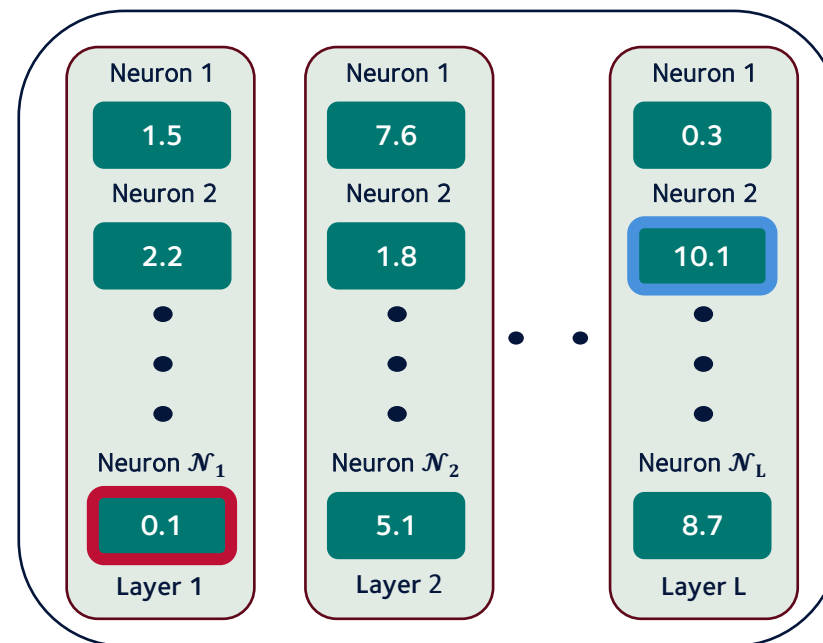 Neuron 1
1.5
Neuron 2
2.2
Neuron 𝒩₁
0.1
Layer 1
Neuron 1
7.6
Neuron 2
1.8
Neuron 𝒩₂
5.1
Layer 2
Neuron 1
0.3
Neuron 2
10.1
Neuron 𝒩_L
8.7
Layer L